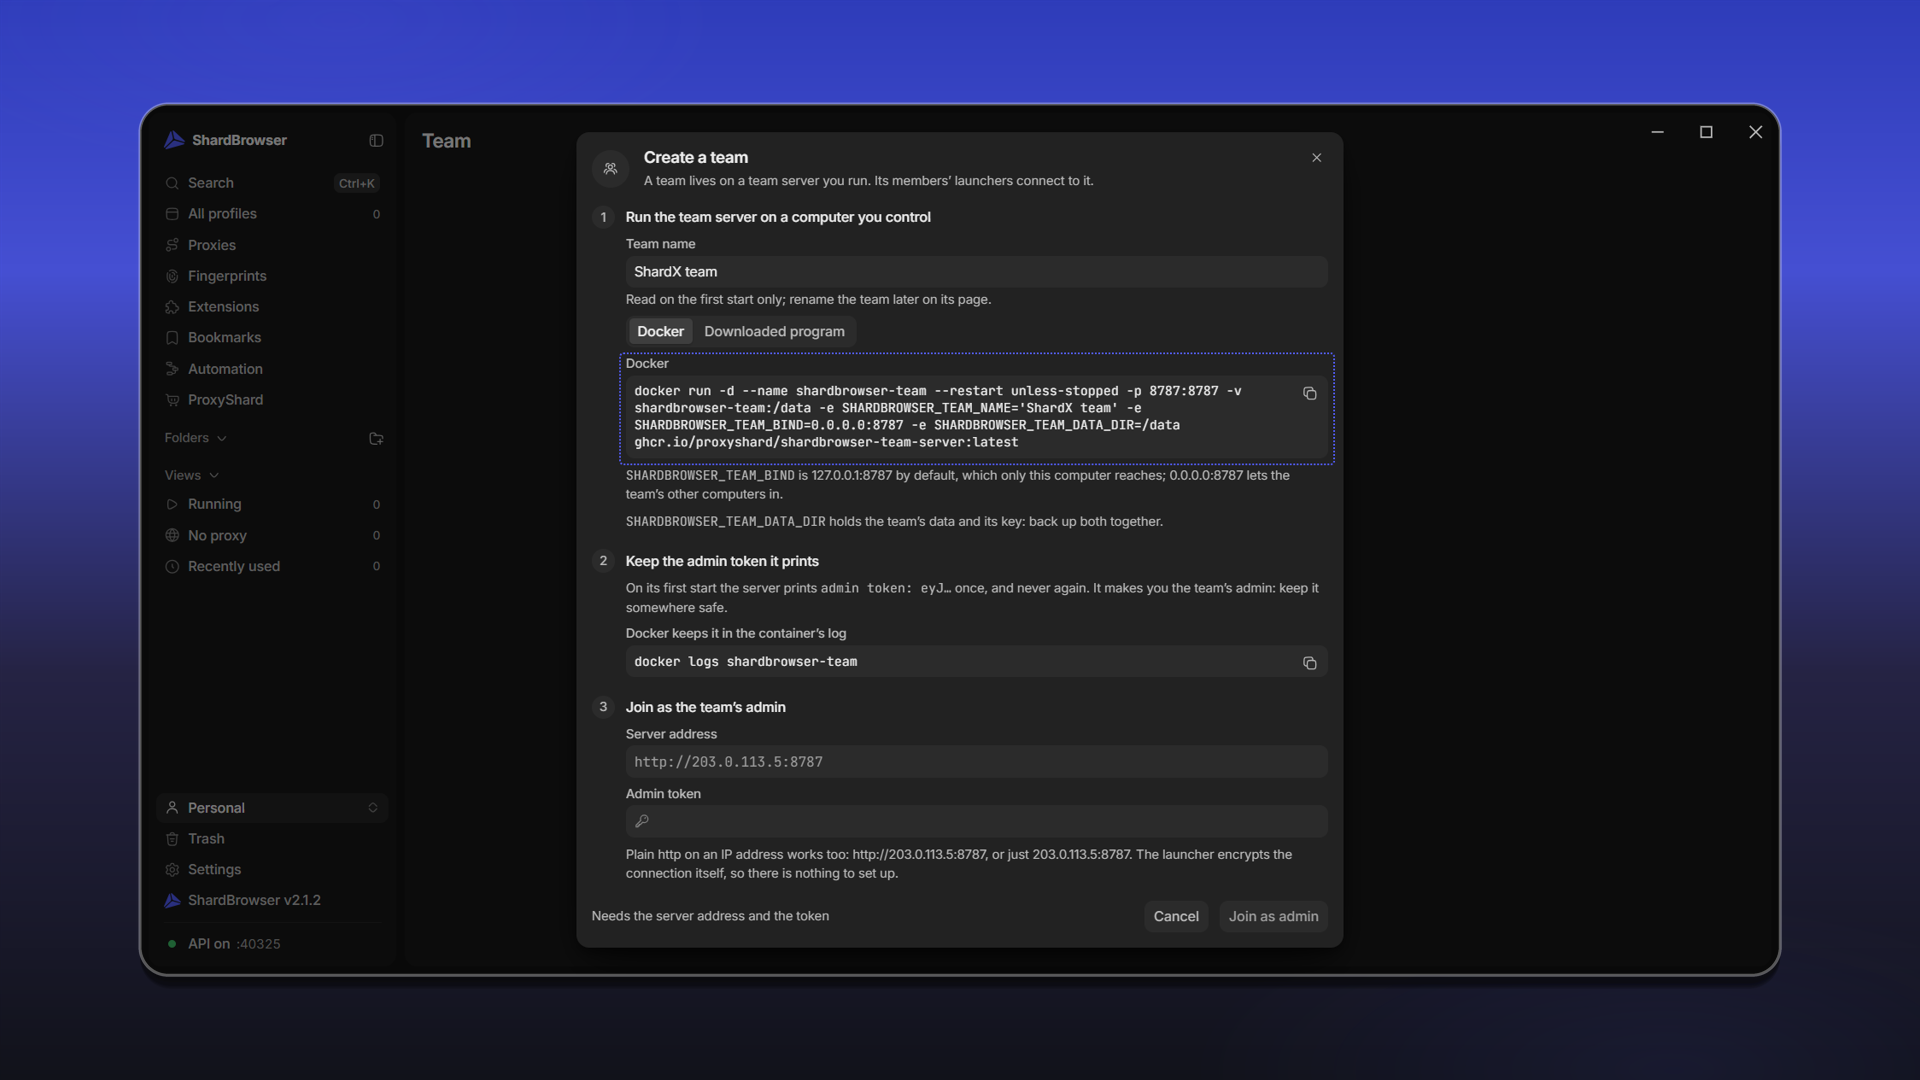 ShardBrowser
Search
Ctrl+K
All profiles
0
Proxies
Fingerprints
Extensions
Bookmarks
Automation
ProxyShard
Folders
Views
Running
0
No proxy
0
Recently used
0
Personal
Trash
Settings
ShardBrowser v2.1.2
API on :40325
Team
Create a team
A team lives on a team server you run. Its members’ launchers connect to it.
1
Run the team server on a computer you control
Team name
ShardX team
Read on the first start only; rename the team later on its page.
Docker
Downloaded program
Docker
docker run -d --name shardbrowser-team --restart unless-stopped -p 8787:8787 -v
shardbrowser-team:/data -e SHARDBROWSER_TEAM_NAME='ShardX team' -e
SHARDBROWSER_TEAM_BIND=0.0.0.0:8787 -e SHARDBROWSER_TEAM_DATA_DIR=/data
ghcr.io/proxyshard/shardbrowser-team-server:latest
SHARDBROWSER_TEAM_BIND is 127.0.0.1:8787 by default, which only this computer reaches; 0.0.0.0:8787 lets the
team’s other computers in.
SHARDBROWSER_TEAM_DATA_DIR holds the team’s data and its key: back up both together.
2
Keep the admin token it prints
On its first start the server prints admin token: eyJ… once, and never again. It makes you the team’s admin: keep it
somewhere safe.
Docker keeps it in the container’s log
docker logs shardbrowser-team
3
Join as the team’s admin
Server address
http://203.0.113.5:8787
Admin token
Plain http on an IP address works too: http://203.0.113.5:8787, or just 203.0.113.5:8787. The launcher encrypts the
connection itself, so there is nothing to set up.
Needs the server address and the token
Cancel
Join as admin